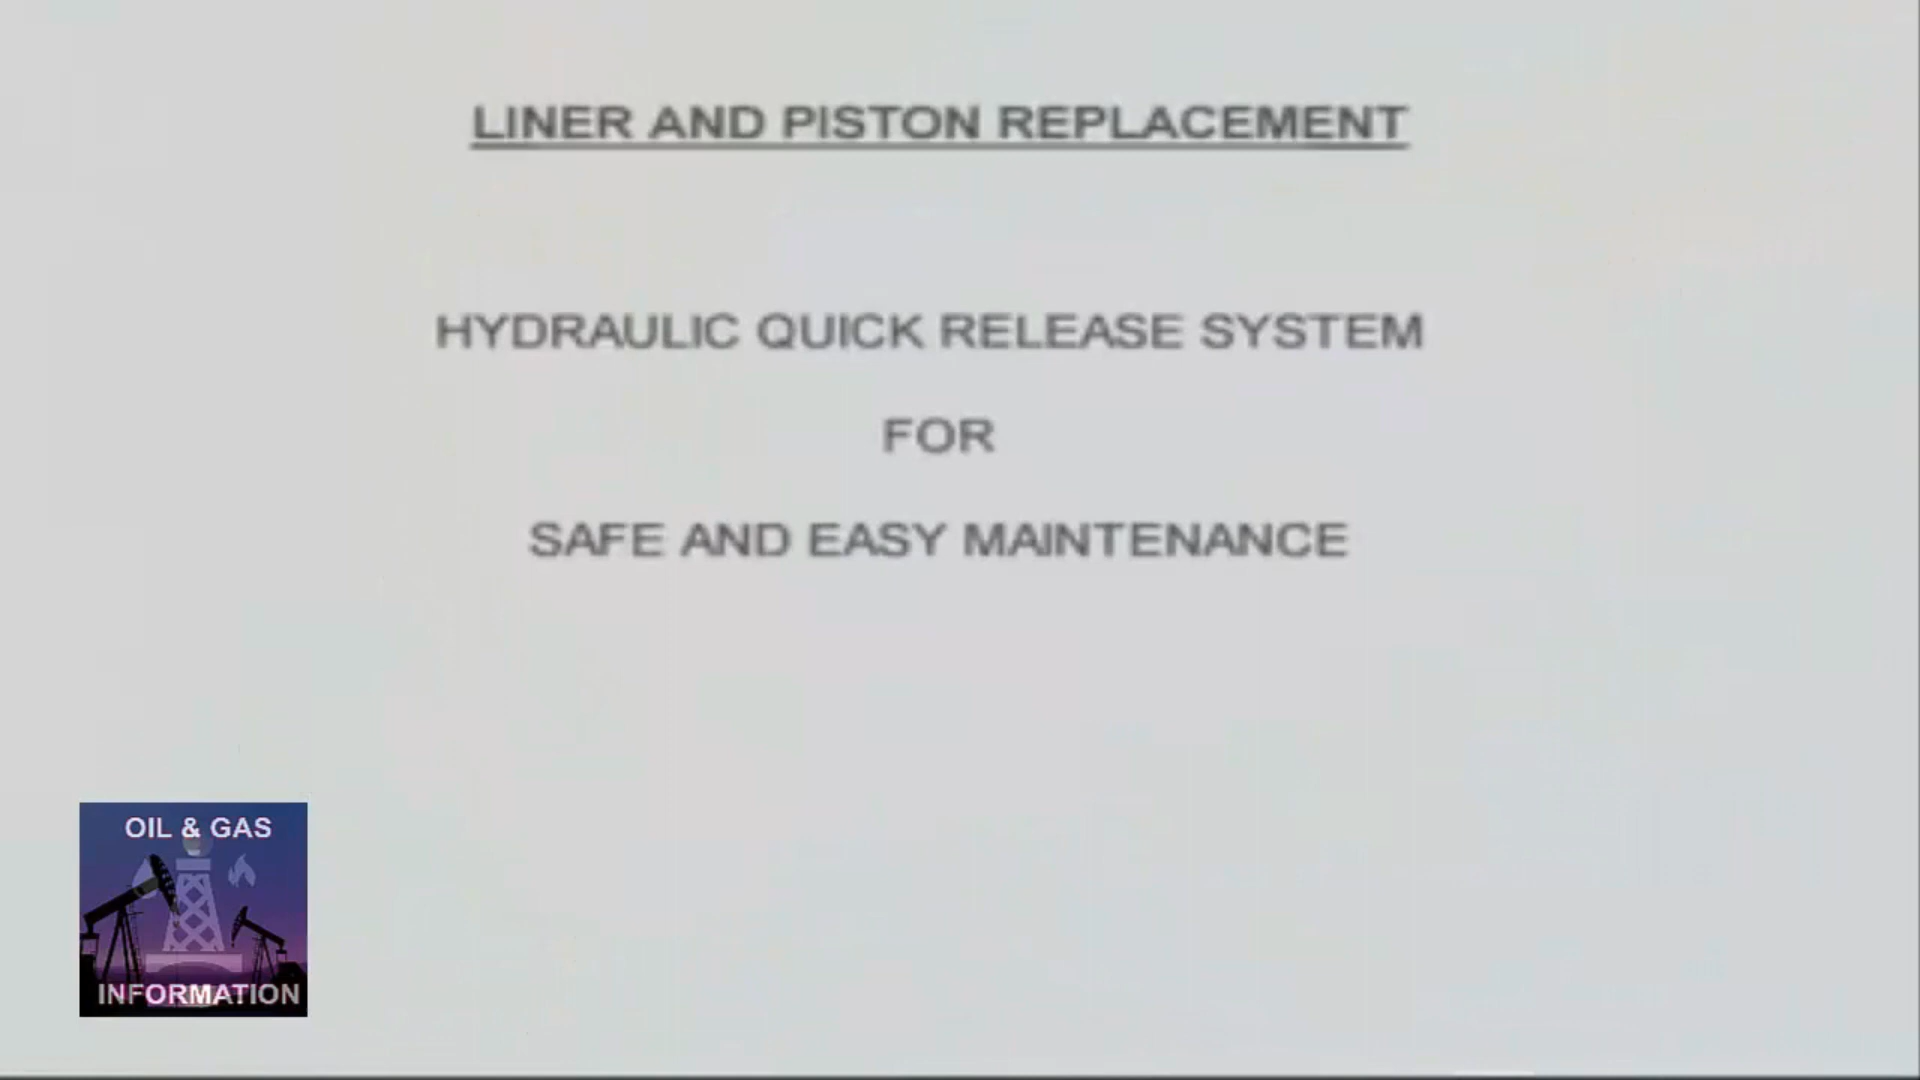 LINER AND PISTON REPLACEMENT
HYDRAULIC QUICK RELEASE SYSTEM
FOR
SAFE AND EASY MAINTENANCE
OIL & GAS
INFORMATION